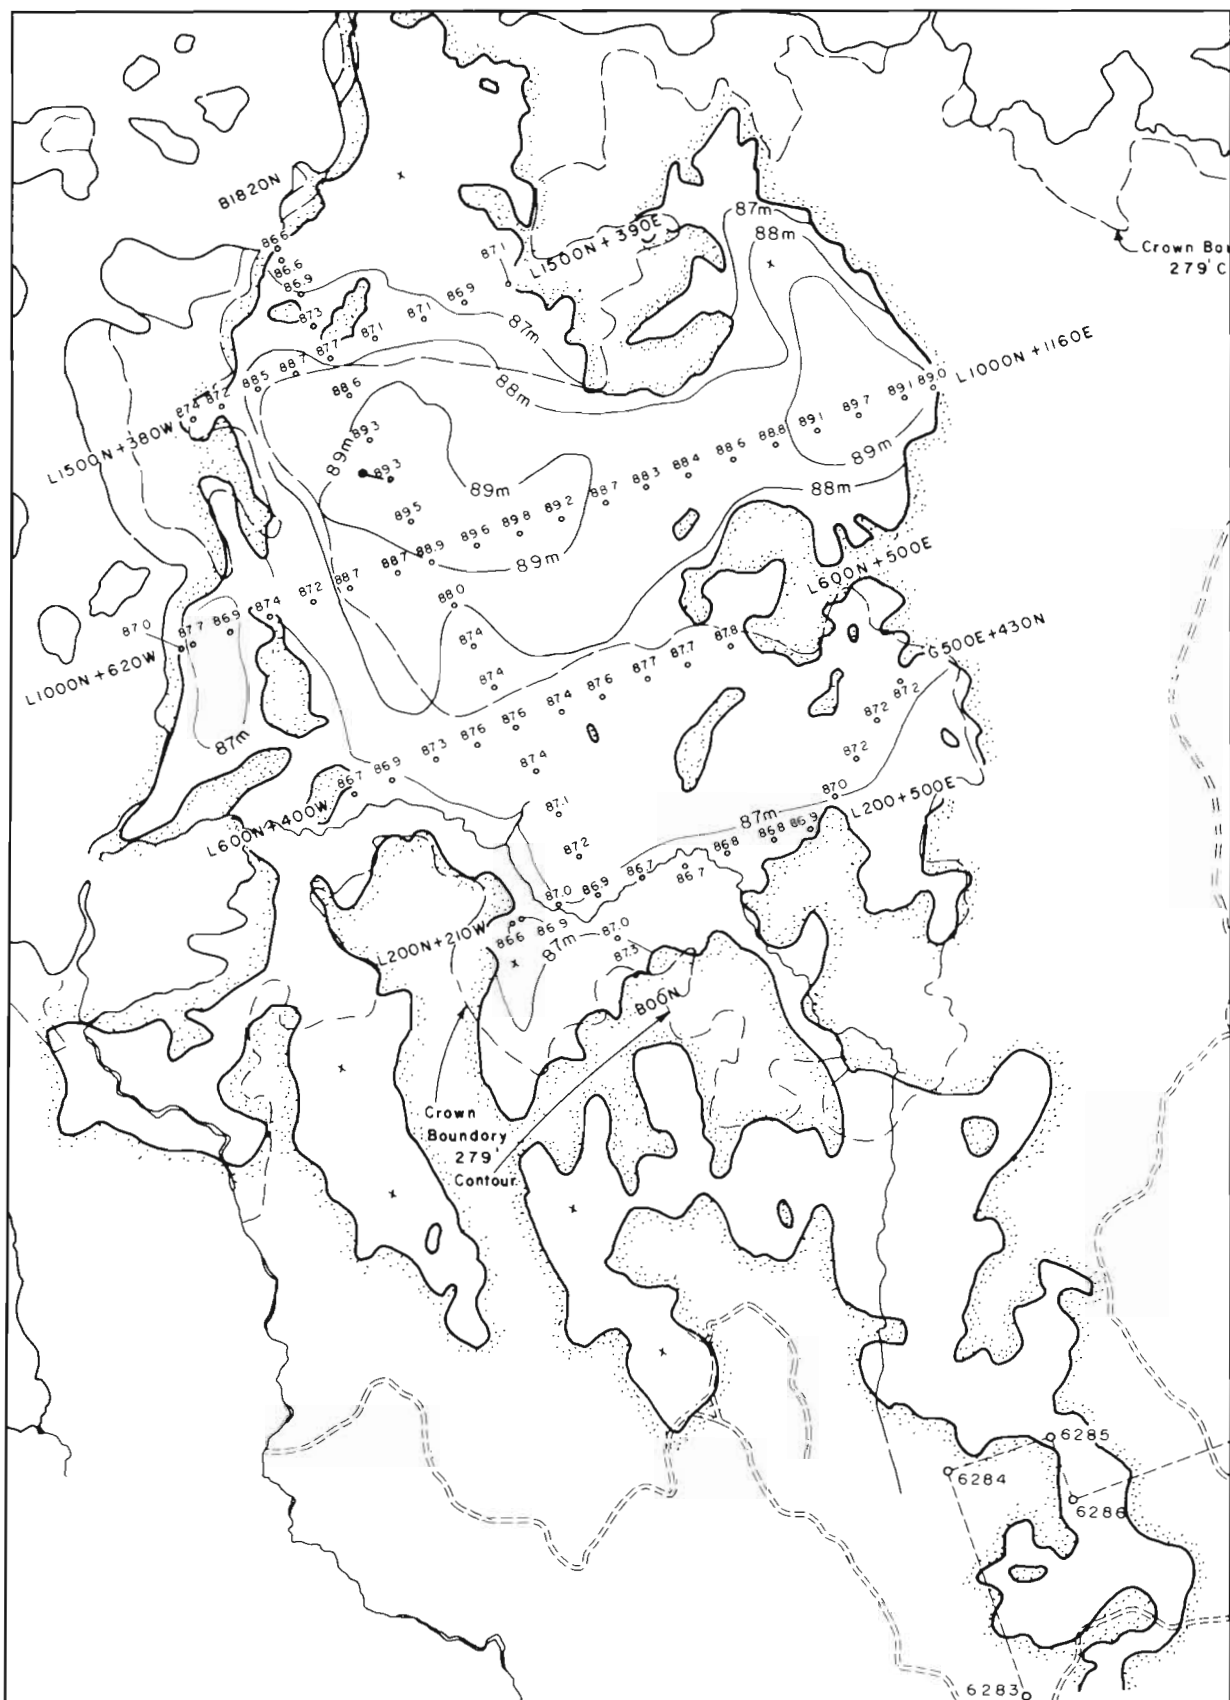 B1820N
86.6
86.6
86.9
87.3
L1500N+390E
87.1
86.9
87.1
87.1
87.7
88.7
88.5
87.2
87.4
L1500N+380W
87m
88m
Crown Bou
279' C
87m
88m
88.6
89.3
89m
89.3
89.5
89m
89m
L1000N+1160E
89.0
89.1
89.7
89.1
88.8
88.6
88.4
88.3
88.7
89.2
89.8
89.6
88.9
88.7
88.7
87.2
87.4
86.9
87.7
87.0
L1000N+620W
89m
88m
L600N+500E
G500E+430N
88.0
87.4
87.4
87.8
87.7
87.7
87.6
87.4
87.6
87.6
87.3
86.9
86.7
L600N+400W
87m
87.2
87.2
87.2
87.0
L200+500E
87.4
87.1
87.2
87m
86.9
86.8
86.8
86.7
86.7
86.9
87.0
86.9
86.6
L200N+210W
87m
87.0
87.3
B00N
Crown
Boundory
279'
Contour.
6285
6284
6286
6283